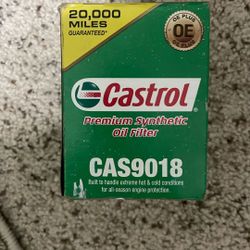 20,000
MILES
GUARANTEED*
OE PLUS
OE
Castrol
Premium Synthetic
Oil Filter
CAS9018
Built to handle extreme hot & cold conditions
for all-season engine protection.